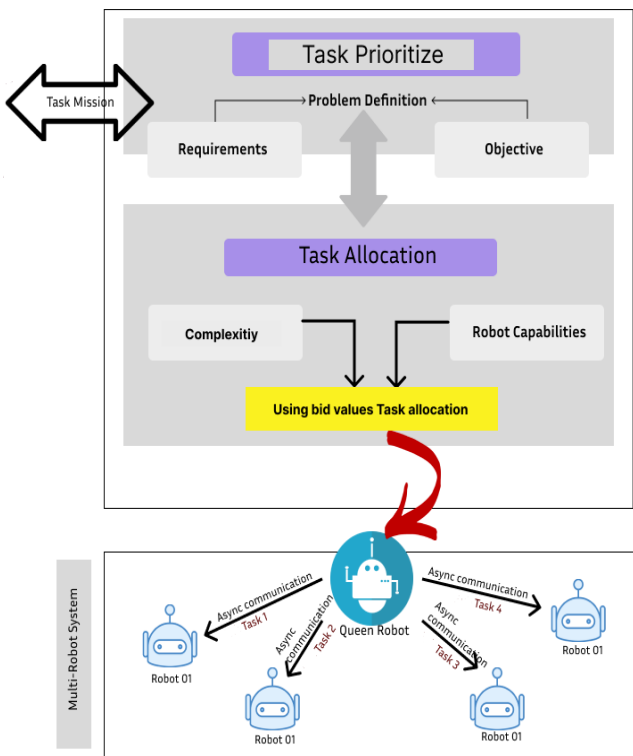 Task Prioritize
Task Mission
Problem Definition
Requirements
Objective
Task Allocation
Complexitiy
Robot Capabilities
Using bid values Task allocation
Multi-Robot System
Async communication
Task 1
Async
communication
Task 2
Queen Robot
Async communication
Task 4
Async
communication
Task 3
Robot 01
Robot 01
Robot 01
Robot 01